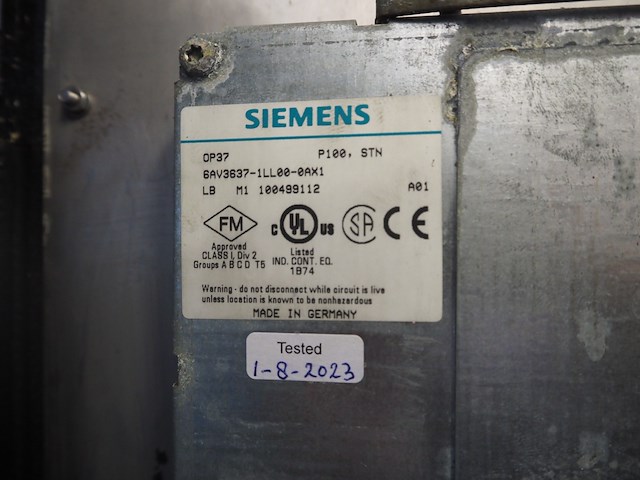 SIEMENS
OP37 P100, STN
6AV3637-1LL00-0AX1
LB M1 100499112 A01
FM C UL US SA CE
Approved
CLASS I, Div 2
Groups A B C D T5
Listed
IND. CONT. EQ.
1B74
Warning - do not disconnect while circuit is live
unless location is known to be nonhazardous
MADE IN GERMANY
Tested
1-8-2023